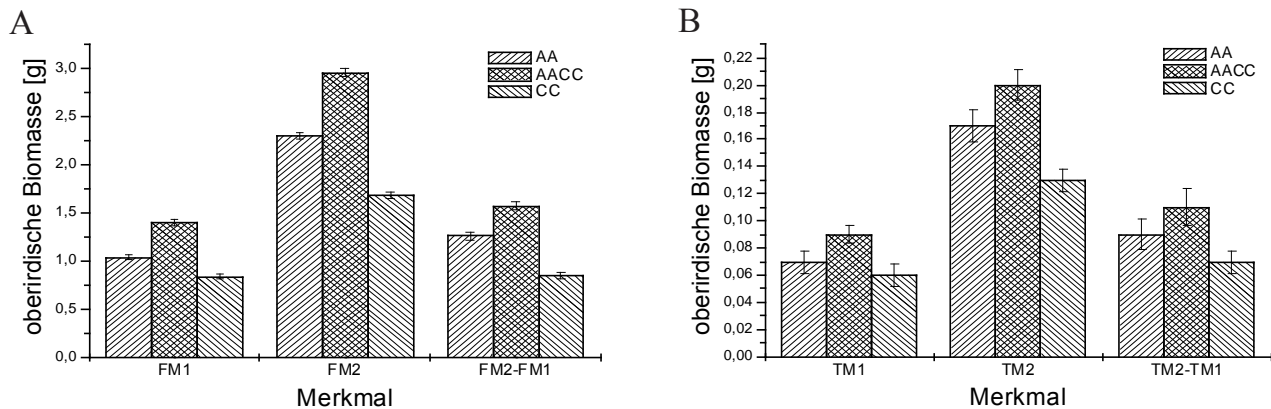 A
oberirdische Biomasse [g]
3,0
2,5
2,0
1,5
1,0
0,5
0,0
AA
AACC
CC
FM1
FM2
FM2-FM1
Merkmal
B
oberirdische Biomasse [g]
0,22
0,20
0,18
0,16
0,14
0,12
0,10
0,08
0,06
0,04
0,02
0,00
AA
AACC
CC
TM1
TM2
TM2-TM1
Merkmal